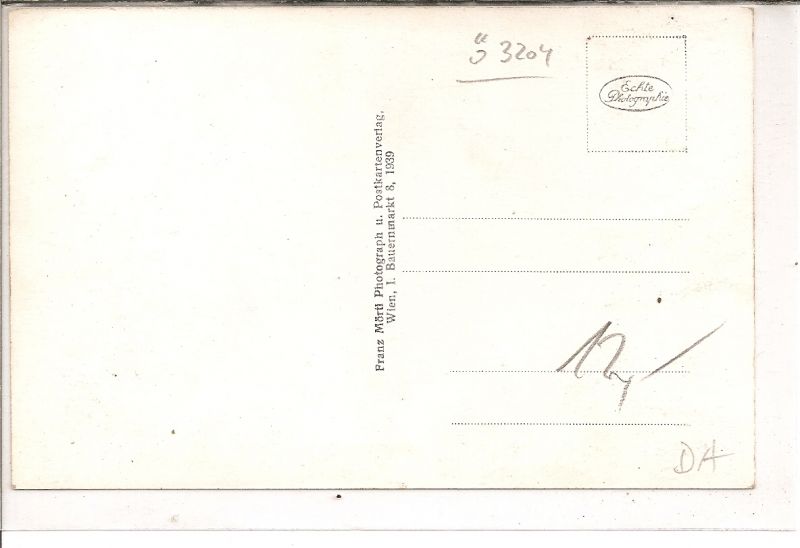 Ö 3204
Echte
Photographie
Franz Mörtl Photograph u. Postkartenverlag,
Wien, I. Bauernmarkt 8, 1939
DA